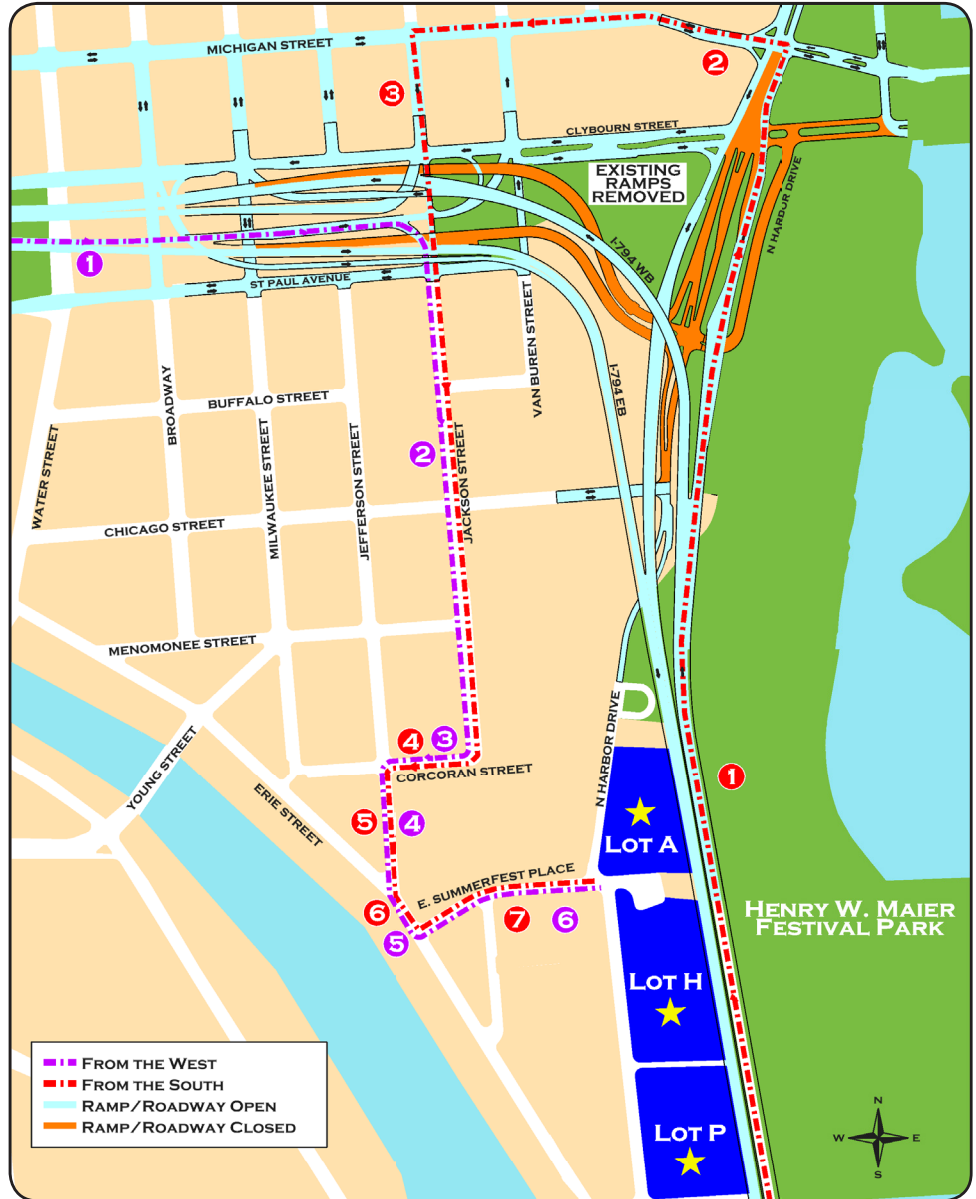 MICHIGAN STREET
2
3
CLYBOURN STREET
EXISTING
RAMPS
REMOVED
N HARBOR DRIVE
I-794 WB
1
ST PAUL AVENUE
VAN BUREN STREET
I-794 EB
BROADWAY
BUFFALO STREET
WATER STREET
MILWAUKEE STREET
JEFFERSON STREET
2
JACKSON STREET
CHICAGO STREET
MENOMONEE STREET
N HARBOR DRIVE
4
3
CORCORAN STREET
1
YOUNG STREET
ERIE STREET
5
4
LOT A
E. SUMMERFEST PLACE
6
5
7
6
HENRY W. MAIER
FESTIVAL PARK
LOT H
FROM THE WEST
FROM THE SOUTH
RAMP/ROADWAY OPEN
RAMP/ROADWAY CLOSED
LOT P
N
W
E
S